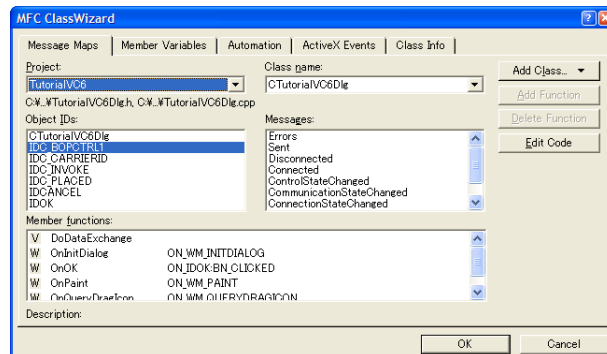 MFC ClassWizard
Message Maps Member Variables Automation ActiveX Events Class Info
Project: Class name:
TutorialVC6 CTutorialVC6Dlg
Add Class...
C:¥...¥TutorialVC6Dlg.h, C:¥...¥TutorialVC6Dlg.cpp
Add Function
Object IDs: Messages:
Delete Function
CTutorialVC6Dlg
IDC_BOPCTRL1
IDC_CARRIERID
IDC_INVOKE
IDC_PLACED
IDCANCEL
IDOK
Errors
Sent
Disconnected
Connected
ControlStateChanged
CommunicationStateChanged
ConnectionStateChanged
Edit Code
Member functions:
V DoDataExchange
W OnInitDialog ON_WM_INITDIALOG
W OnOK ON_IDOK:BN_CLICKED
W OnPaint ON_WM_PAINT
W OnQueryDragIcon ON_WM_QUERYDRAGICON
Description:
OK Cancel